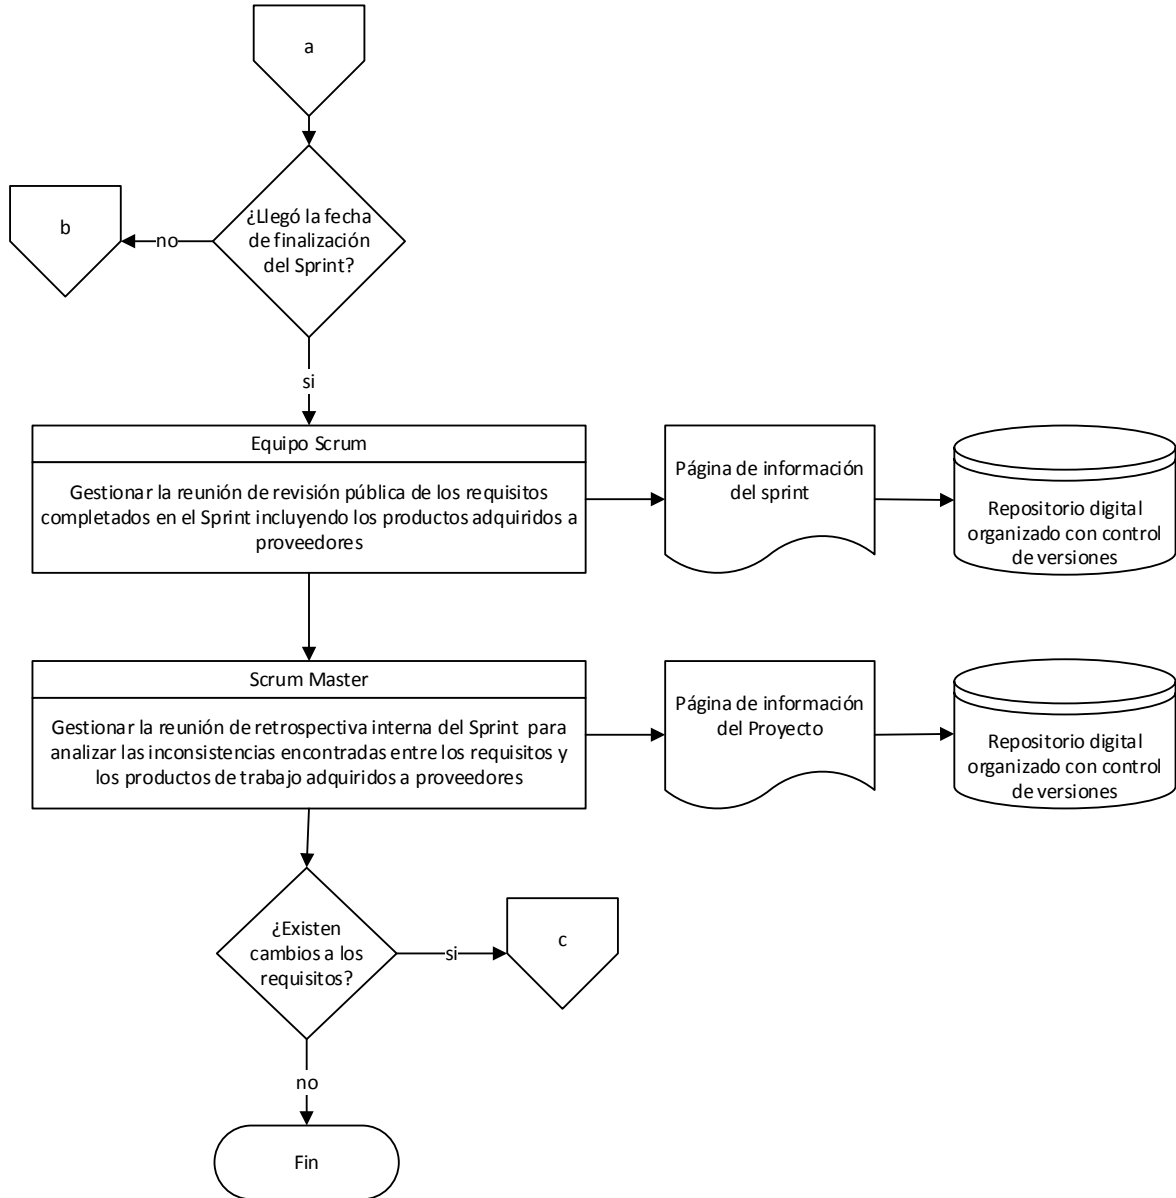 a
¿Llegó la fecha
de finalización
del Sprint?
b
no
si
Equipo Scrum
Gestionar la reunión de revisión pública de los requisitos
completados en el Sprint incluyendo los productos adquiridos a
proveedores
Página de información
del sprint
Repositorio digital
organizado con control
de versiones
Scrum Master
Gestionar la reunión de retrospectiva interna del Sprint para
analizar las inconsistencias encontradas entre los requisitos y
los productos de trabajo adquiridos a proveedores
Página de información
del Proyecto
Repositorio digital
organizado con control
de versiones
¿Existen
cambios a los
requisitos?
si
c
no
Fin